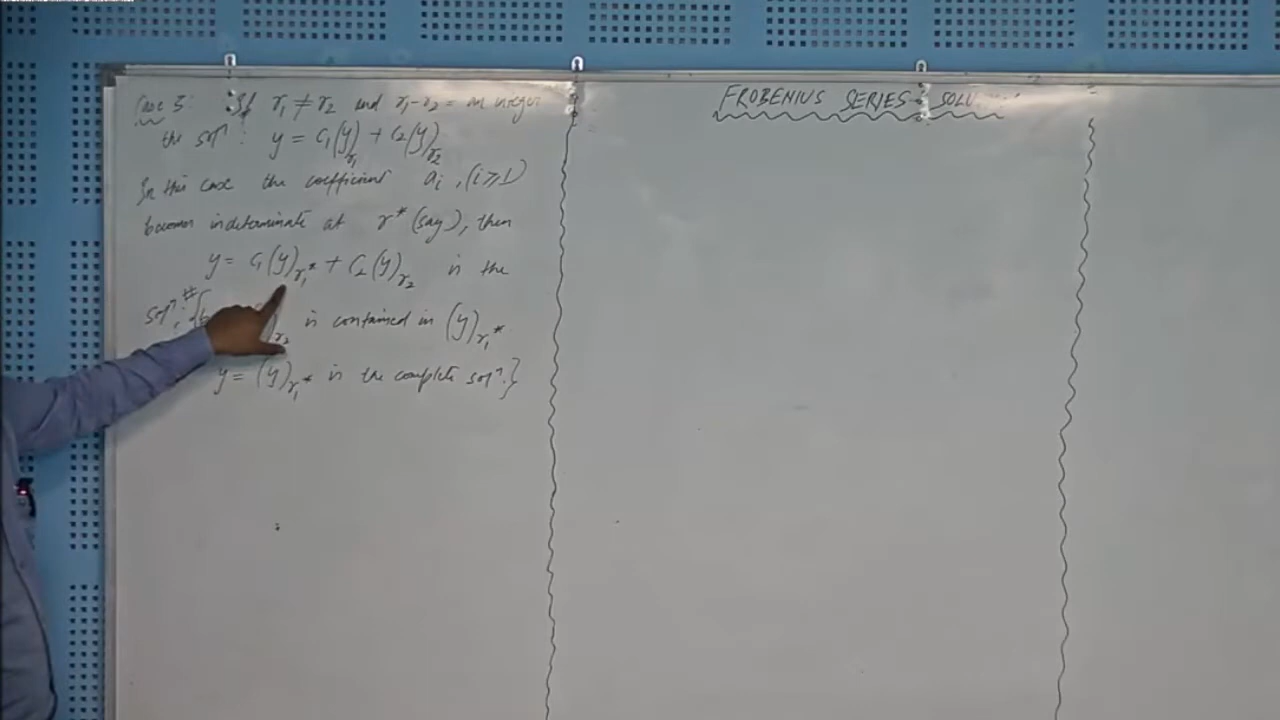 Case 3: If r₁ ≠ r₂ and r₁-r₂ = an integer
the solⁿ: y = c₁(y)r₁ + c₂(y)r₂
In this case the coefficient aᵢ, (i≥1)
becomes indeterminate at r* (say), then
y = c₁(y)r₁* + c₂(y)r₂ is the
solⁿ.#
r₂ is contained in (y)r₁*
y = (y)r₁* is the complete solⁿ.}
FROBENIUS SERIES SOLU